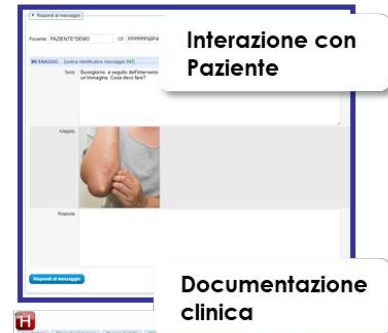 Rispondi al messaggio
Interazione con
Paziente
Paziente PAZIENTE*DEMO CF
MESSAGGIO
Testo Buongiorno, a seguito dell'intervento
un'immagine. Cosa devo fare?
Allegato
Risposta
Rispondi al messaggio
Documentazione
clinica
H